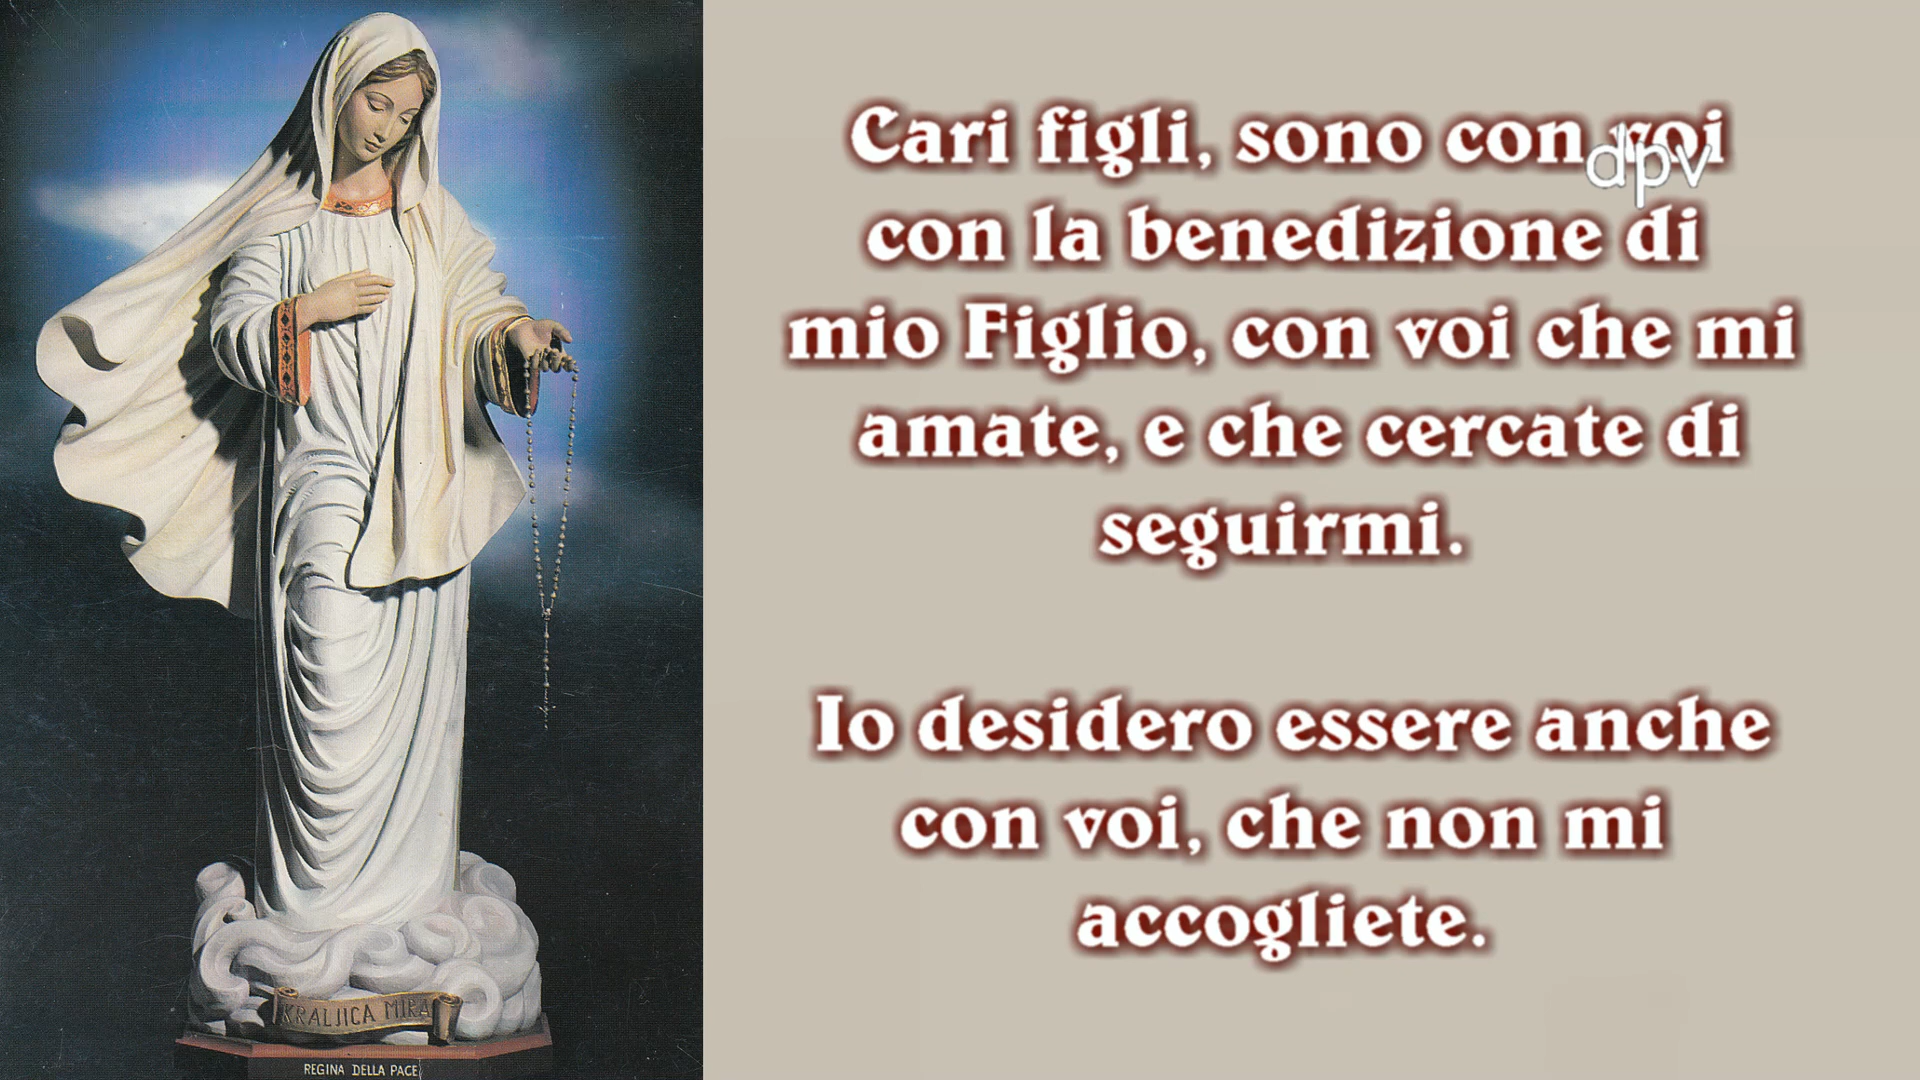 Cari figli, sono con voi
dpv
con la benedizione di
mio Figlio, con voi che mi
amate, e che cercate di
seguirmi.
Io desidero essere anche
con voi, che non mi
accogliete.
KRALJICA MIRA
REGINA DELLA PACE